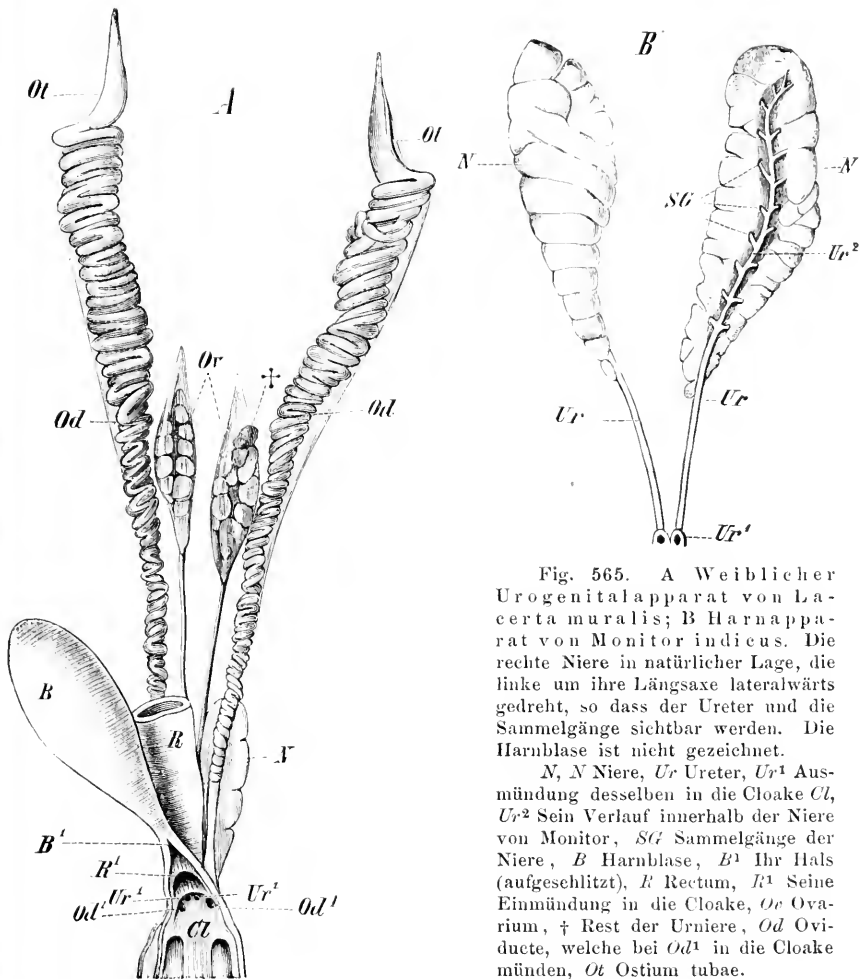 A
B
Ot
Ot
N
N
SG
Ur²
Ov
†
Od
Od
Ur
Ur
Ur¹
B
R
N
B¹
R¹
Ur¹
Ur¹
Od¹
Od¹
Cl
Fig. 565. A Weiblicher
Urogenitalapparat von La-
certa muralis; B Harnappa-
rat von Monitor indicus. Die
rechte Niere in natürlicher Lage, die
linke um ihre Längsaxe lateralwärts
gedreht, so dass der Ureter und die
Sammelgänge sichtbar werden. Die
Harnblase ist nicht gezeichnet.
N, N Niere, Ur Ureter, Ur¹ Aus-
mündung desselben in die Cloake Cl,
Ur² Sein Verlauf innerhalb der Niere
von Monitor, SG Sammelgänge der
Niere, B Harnblase, B¹ Ihr Hals
(aufgeschlitzt), R Rectum, R¹ Seine
Einmündung in die Cloake, Ov Ova-
rium, † Rest der Urniere, Od Ovi-
ducte, welche bei Od¹ in die Cloake
münden, Ot Ostium tubae.